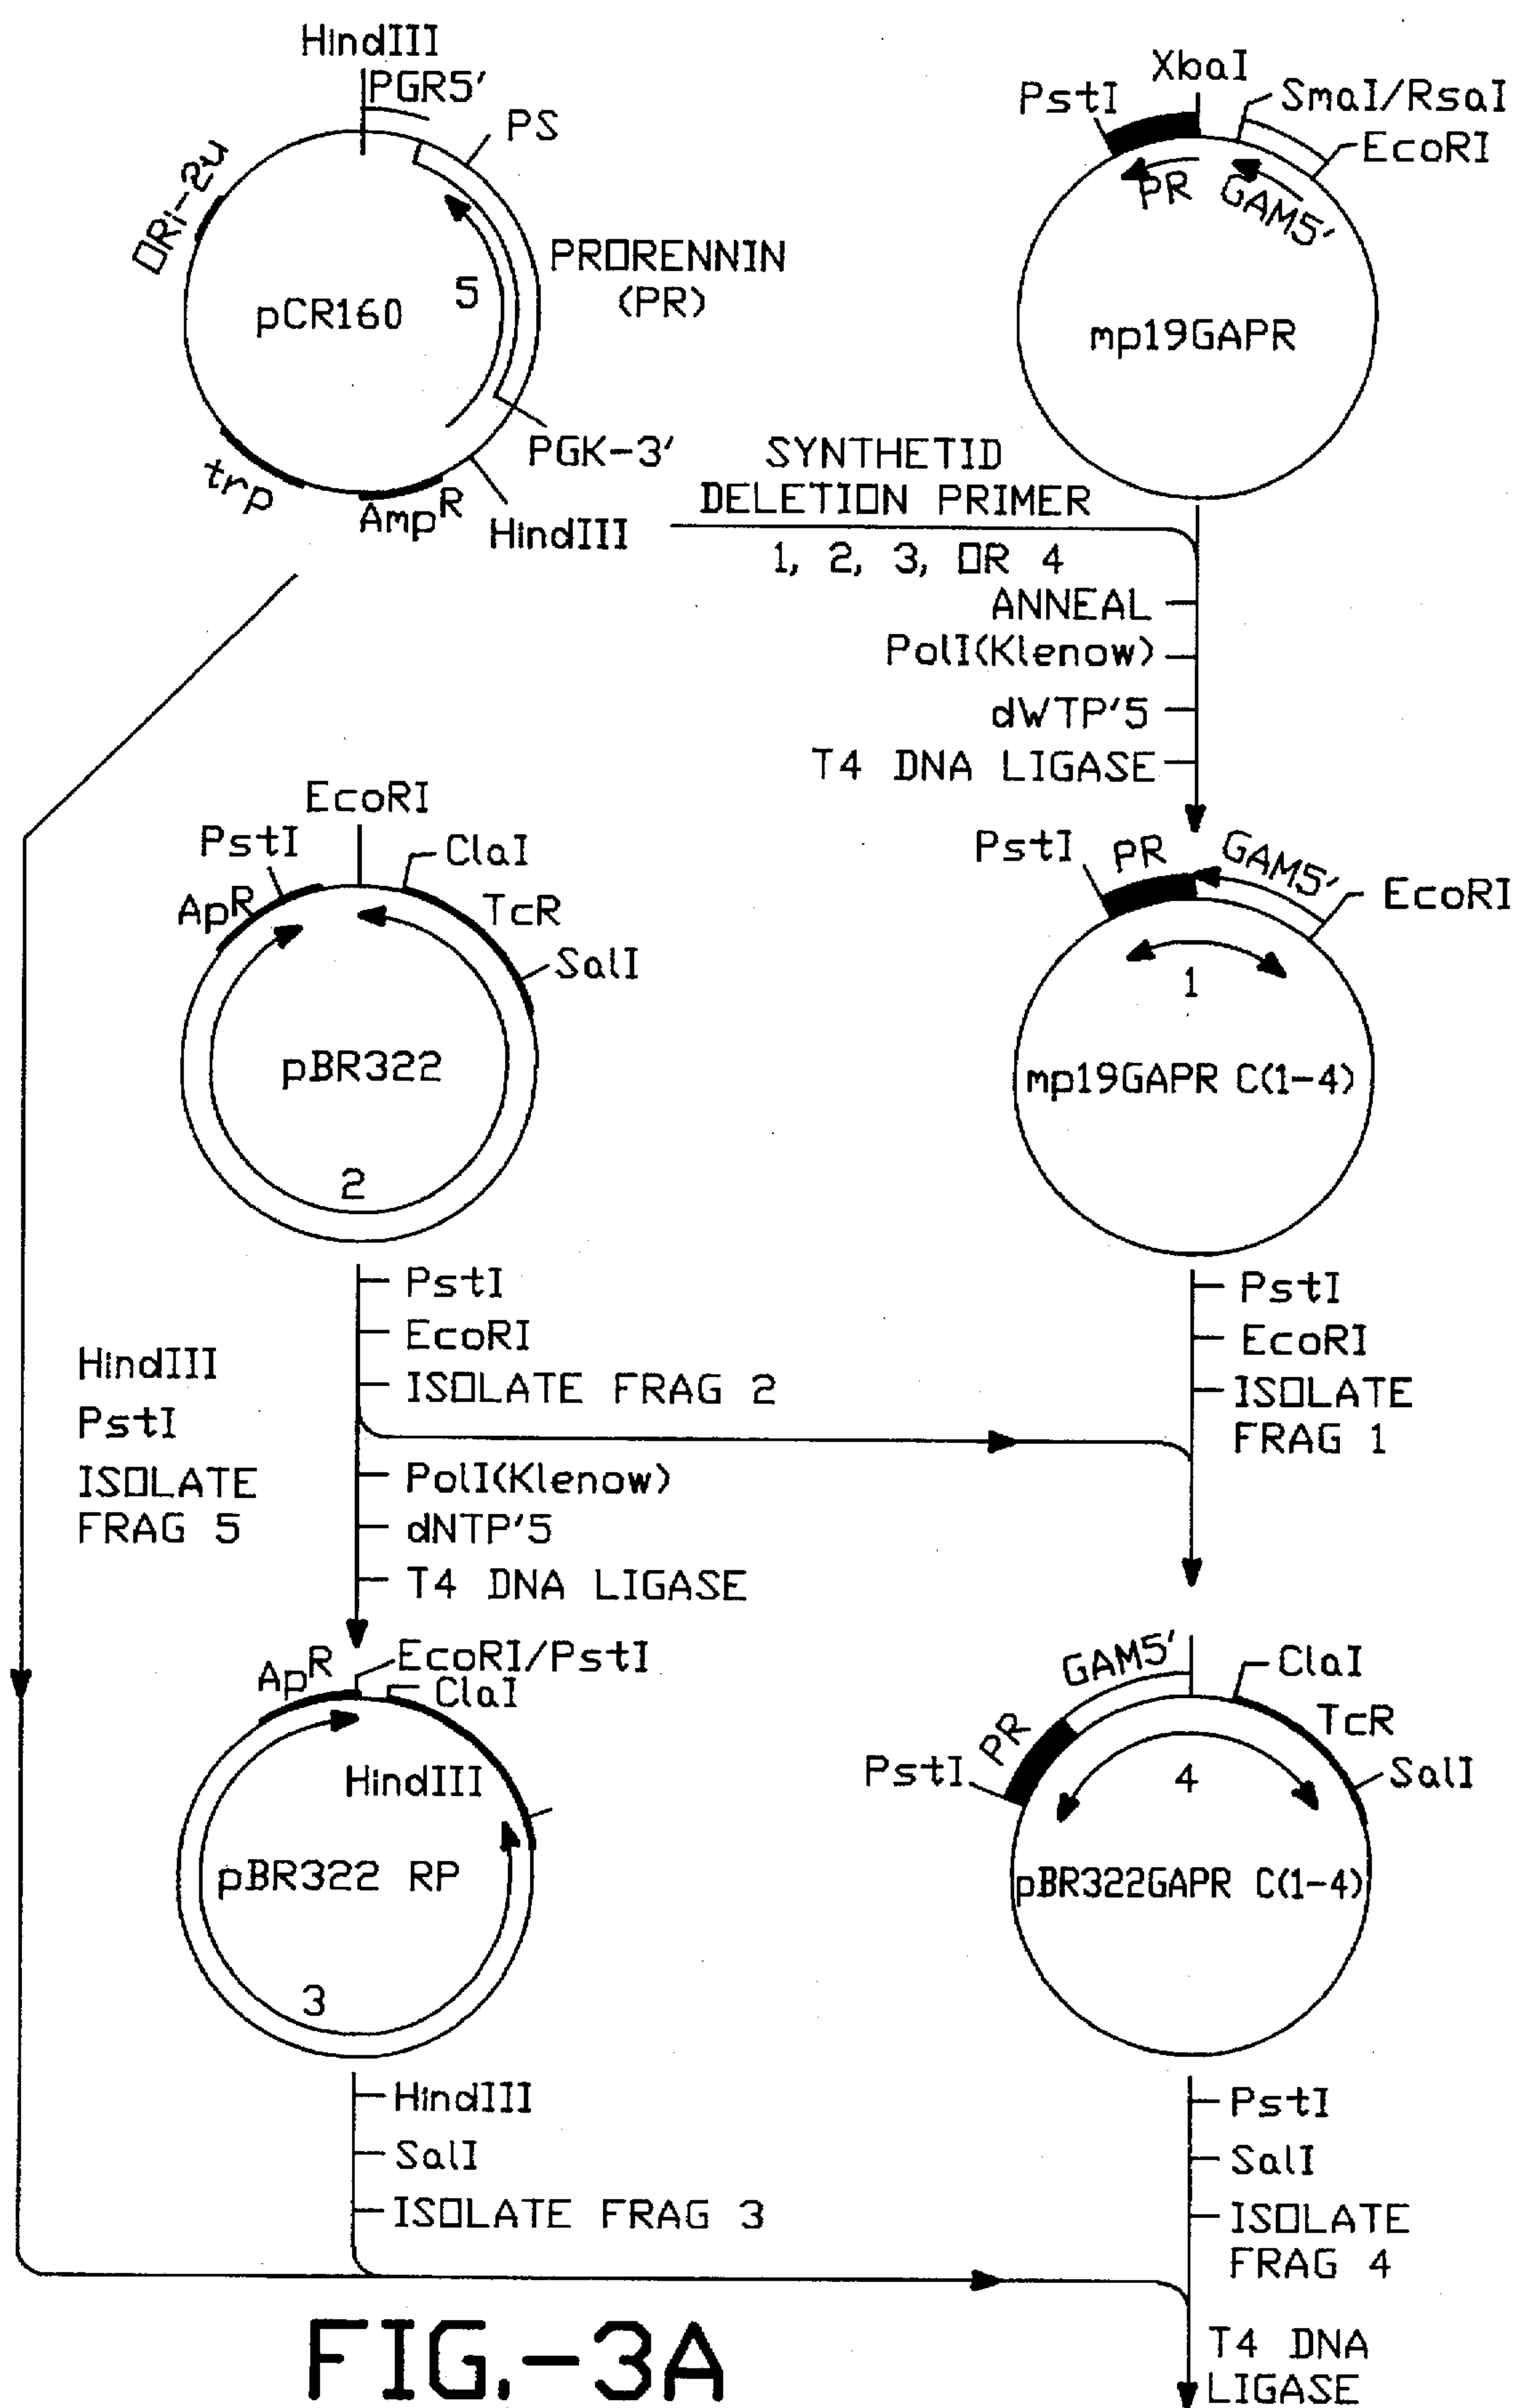 HindIII
PGR5'
PS
ORi-2u
PRORENNIN
(PR)
5
pCR160
PGK-3'
trp
AmpR
HindIII
XbaI
PstI
SmaI/RsaI
EcoRI
PR
GAM5'
mp19GAPR
SYNTHETID
DELETION PRIMER
1, 2, 3, OR 4
ANNEAL
PolI(Klenow)
dWTP'5
T4 DNA LIGASE
EcoRI
PstI
ClaI
ApR
TcR
SalI
pBR322
2
PstI
PR
GAM5'
EcoRI
1
mp19GAPR C(1-4)
PstI
EcoRI
ISOLATE FRAG 2
PstI
EcoRI
ISOLATE
FRAG 1
HindIII
PstI
ISOLATE
FRAG 5
PolI(Klenow)
dNTP'5
T4 DNA LIGASE
ApR
EcoRI/PstI
ClaI
HindIII
pBR322 RP
3
GAM5'
ClaI
PR
TcR
PstI
4
SalI
pBR322GAPR C(1-4)
HindIII
SalI
ISOLATE FRAG 3
PstI
SalI
ISOLATE
FRAG 4
T4 DNA
LIGASE
FIG.-3A